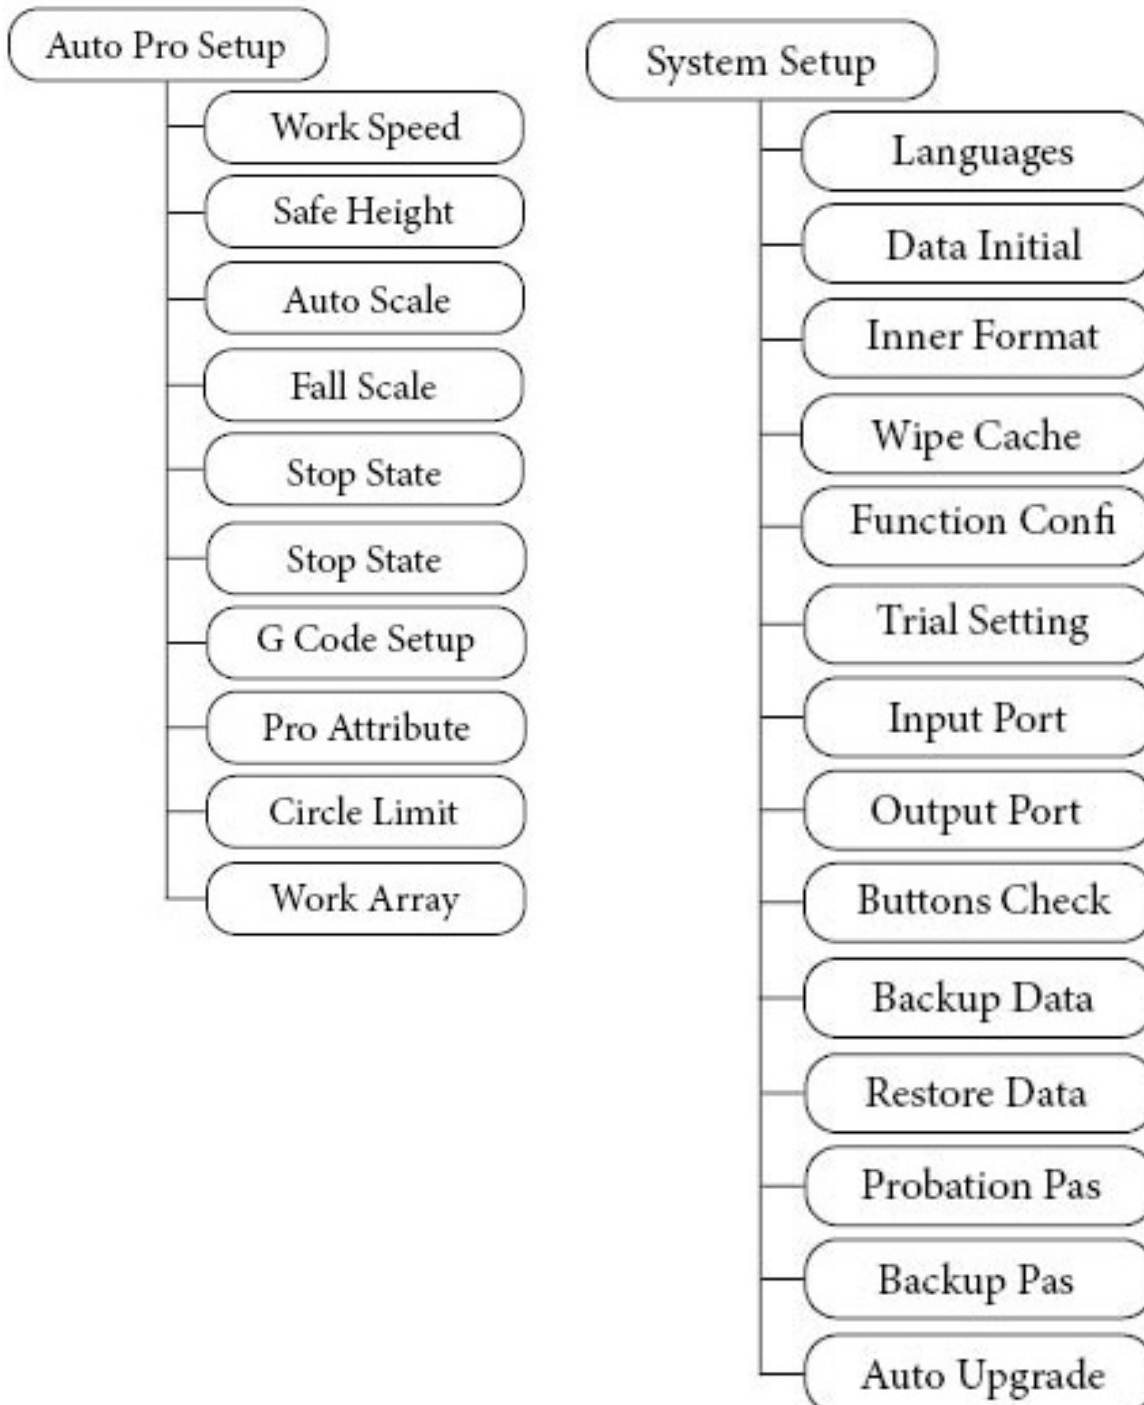 Auto Pro Setup
Work Speed
Safe Height
Auto Scale
Fall Scale
Stop State
Stop State
G Code Setup
Pro Attribute
Circle Limit
Work Array
System Setup
Languages
Data Initial
Inner Format
Wipe Cache
Function Confi
Trial Setting
Input Port
Output Port
Buttons Check
Backup Data
Restore Data
Probation Pas
Backup Pas
Auto Upgrade